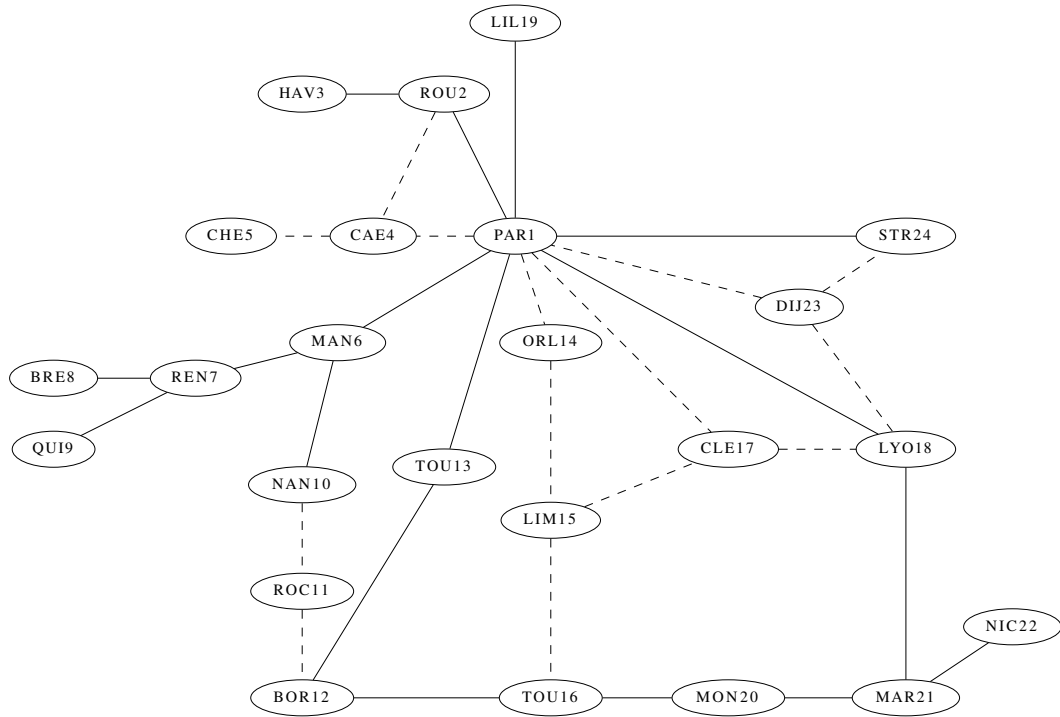 LIL19
HAV3
ROU2
CHE5
CAE4
PAR1
STR24
DIJ23
MAN6
ORL14
BRE8
REN7
QUI9
TOU13
CLE17
LYO18
NAN10
LIM15
ROC11
NIC22
BOR12
TOU16
MON20
MAR21